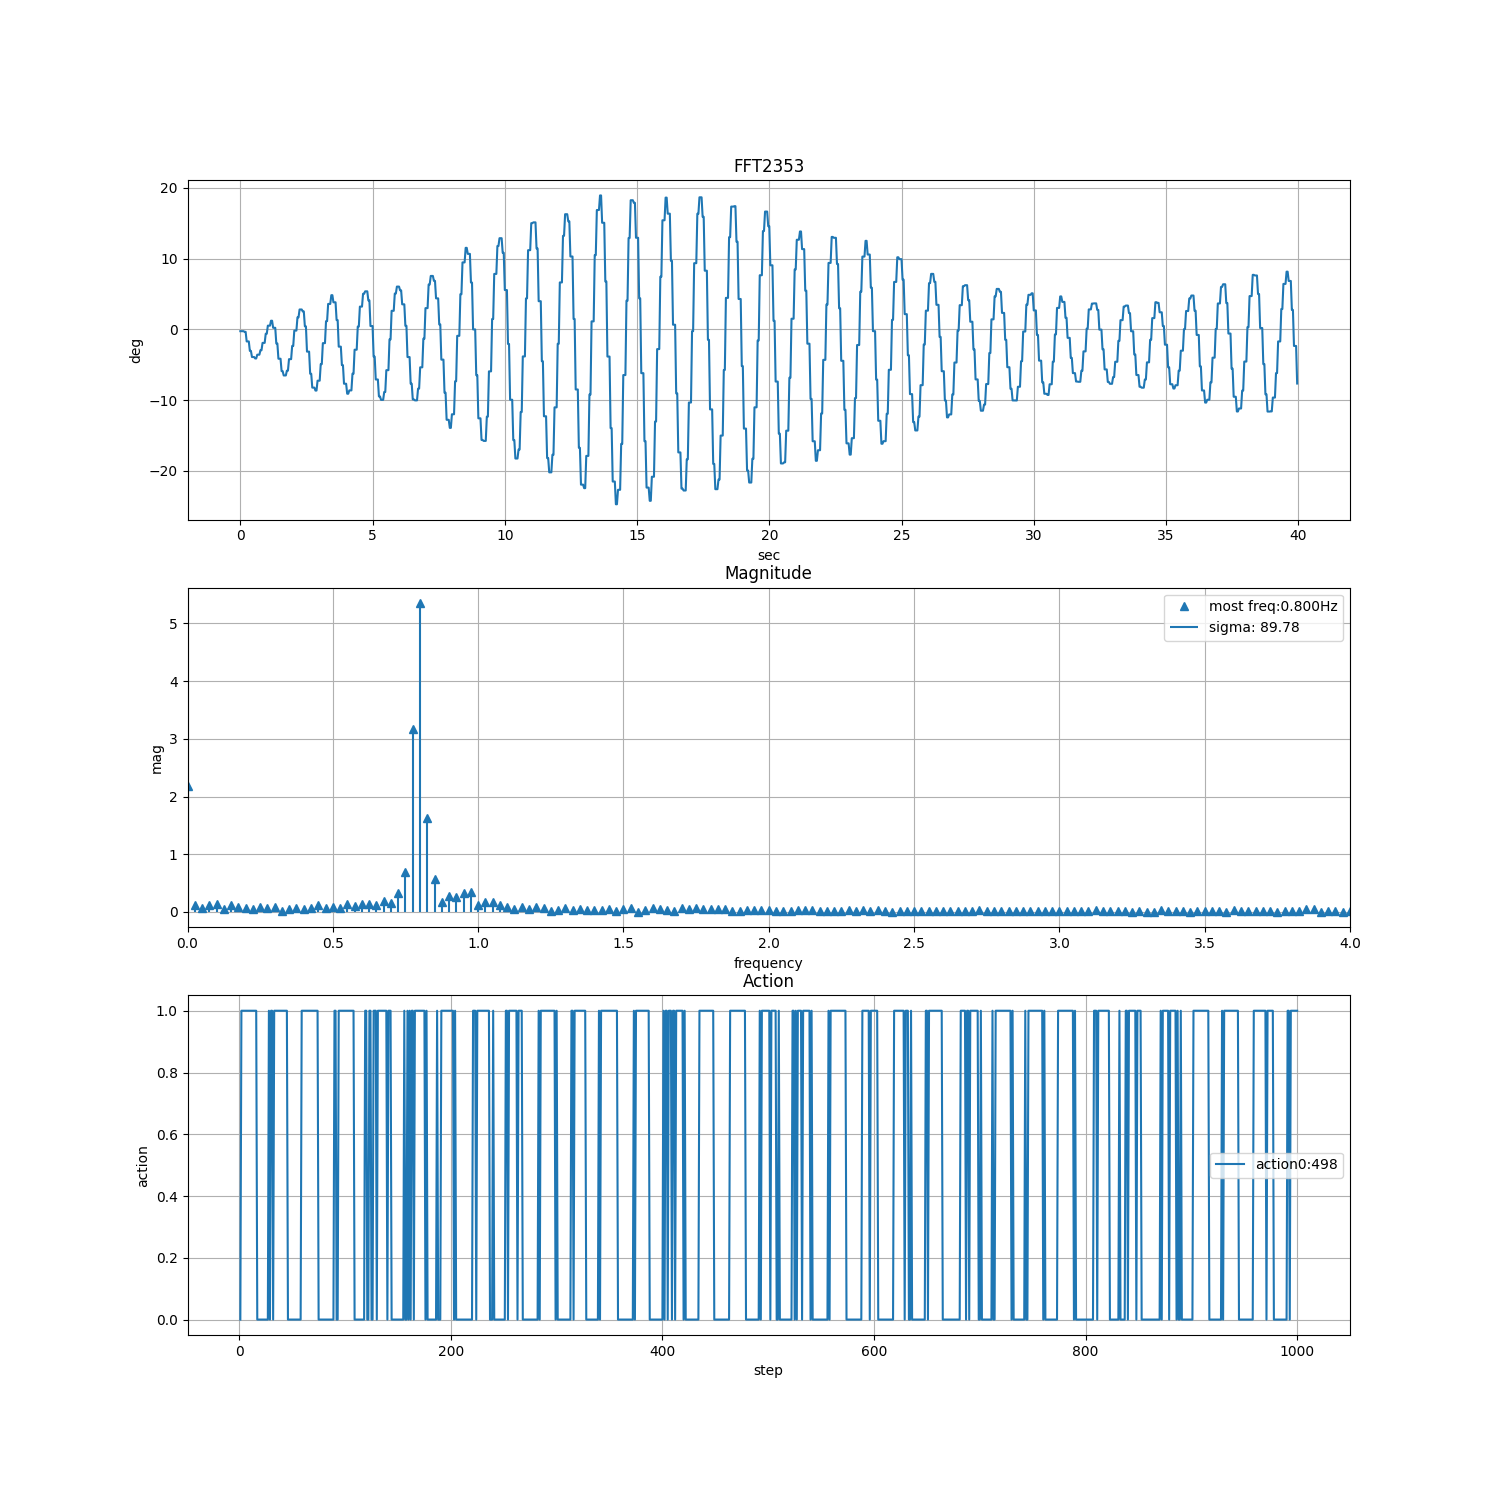 FFT2353
20
10
0
−10
−20
deg
0 5 10 15 20 25 30 35 40
sec
Magnitude
most freq:0.800Hz
sigma: 89.78
5
4
3
2
1
0
mag
0.0 0.5 1.0 1.5 2.0 2.5 3.0 3.5 4.0
frequency
Action
1.0
0.8
0.6
0.4
0.2
0.0
action
action0:498
0 200 400 600 800 1000
step